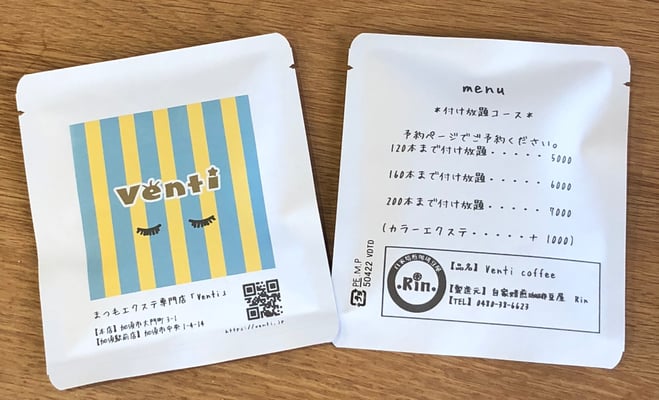 Venti
まつもエクステ専門店「Venti」
【本店】加須市大門町 3-1
【加須駅前店】加須市中央 1-4-14
https://venti.jp
menu
*付け放題コース*
予約ページでご予約ください。
120本まで付け放題・・・・・ 5000
160本まで付け放題・・・・・ 6000
200本まで付け放題・・・・・ 7000
(カラーエクステ・・・・・+ 1000)
PE.M.P
50422 VDTD
自家焙煎珈琲豆屋
.Rin.
【品名】 Venti coffee
【製造元】 自家焙煎珈琲豆屋 Rin
【TEL】 0480-38-6623